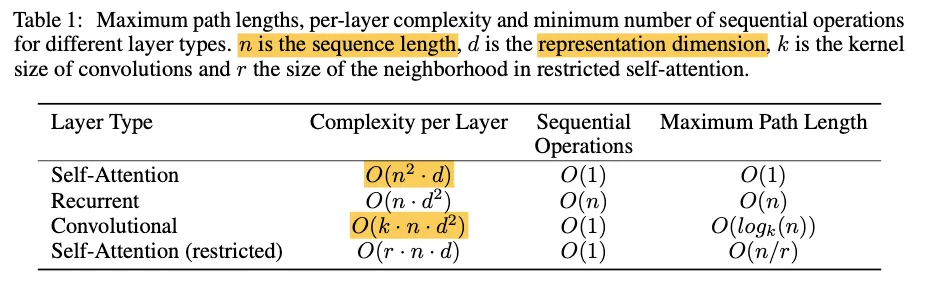 Table 1: Maximum path lengths, per-layer complexity and minimum number of sequential operations
for different layer types. n is the sequence length, d is the representation dimension, k is the kernel
size of convolutions and r the size of the neighborhood in restricted self-attention.
Layer Type Complexity per Layer Sequential Maximum Path Length
Operations
Self-Attention O(n² · d) O(1) O(1)
Recurrent O(n · d²) O(n) O(n)
Convolutional O(k · n · d²) O(1) O(logₖ(n))
Self-Attention (restricted) O(r · n · d) O(1) O(n/r)